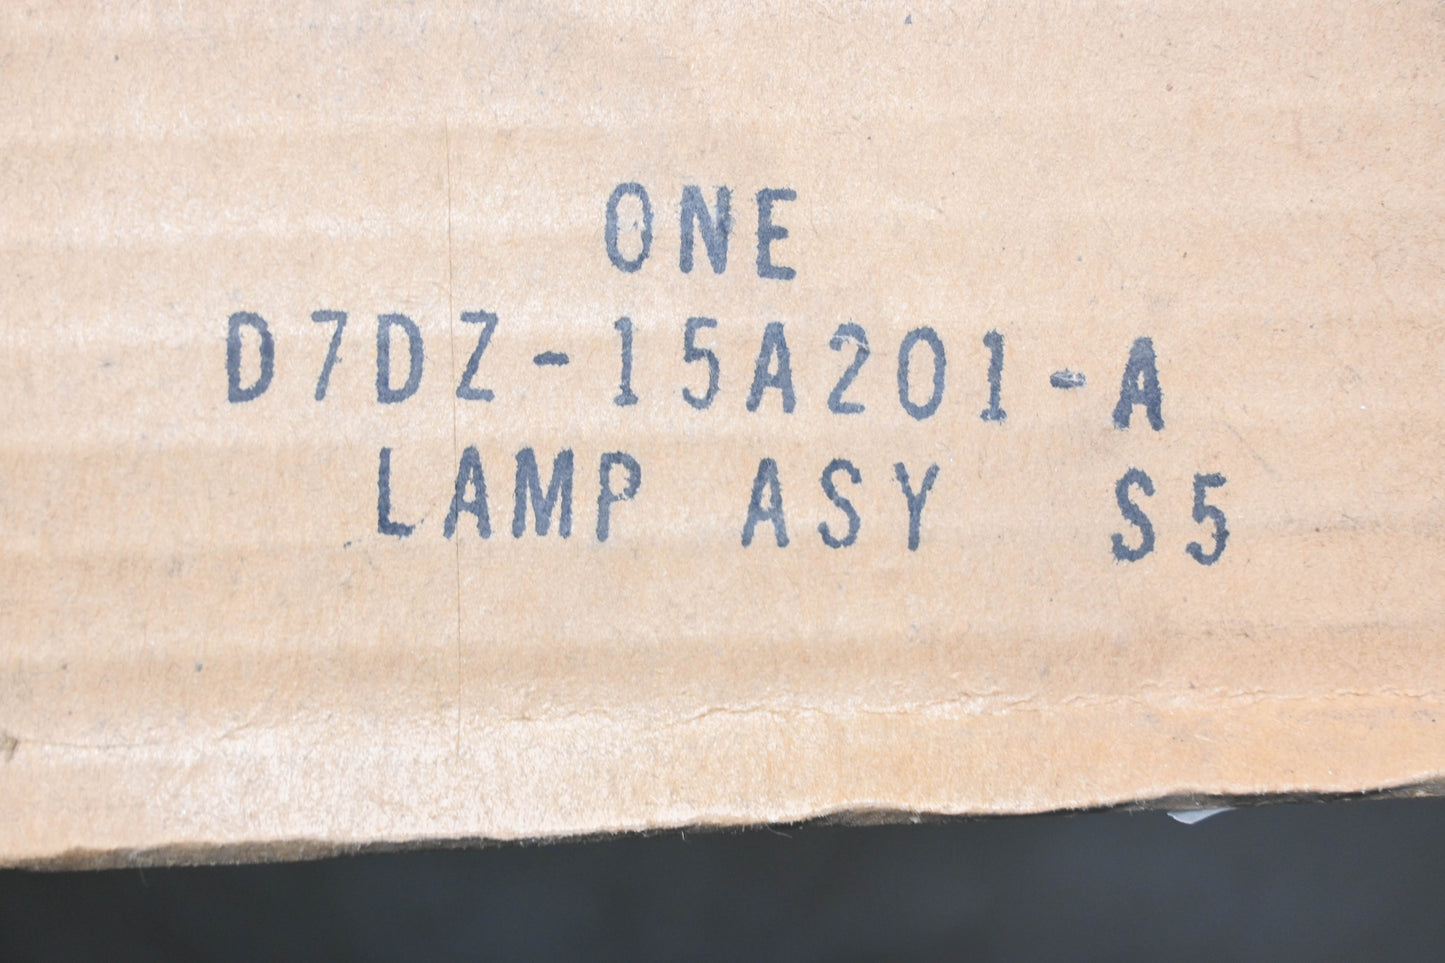 ONE
D7DZ-15A201-A
LAMP ASY S5